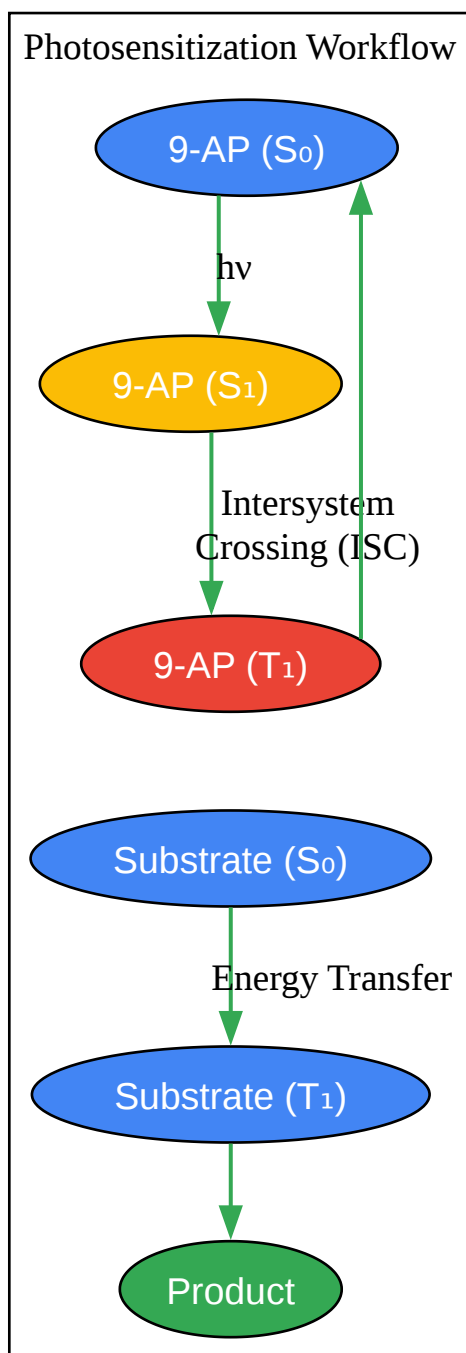 Photosensitization Workflow
9-AP (S₀)
hν
9-AP (S₁)
Intersystem
Crossing (ISC)
9-AP (T₁)
Substrate (S₀)
Energy Transfer
Substrate (T₁)
Product